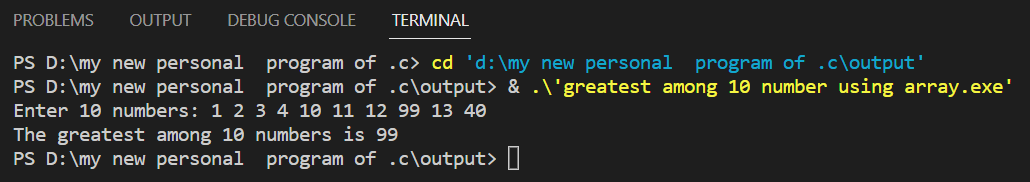 PROBLEMS OUTPUT DEBUG CONSOLE TERMINAL
PS D:\my new personal  program of .c> cd 'd:\my new personal  program of .c\output'
PS D:\my new personal  program of .c\output> & .\'greatest among 10 number using array.exe'
Enter 10 numbers: 1 2 3 4 10 11 12 99 13 40
The greatest among 10 numbers is 99
PS D:\my new personal  program of .c\output>